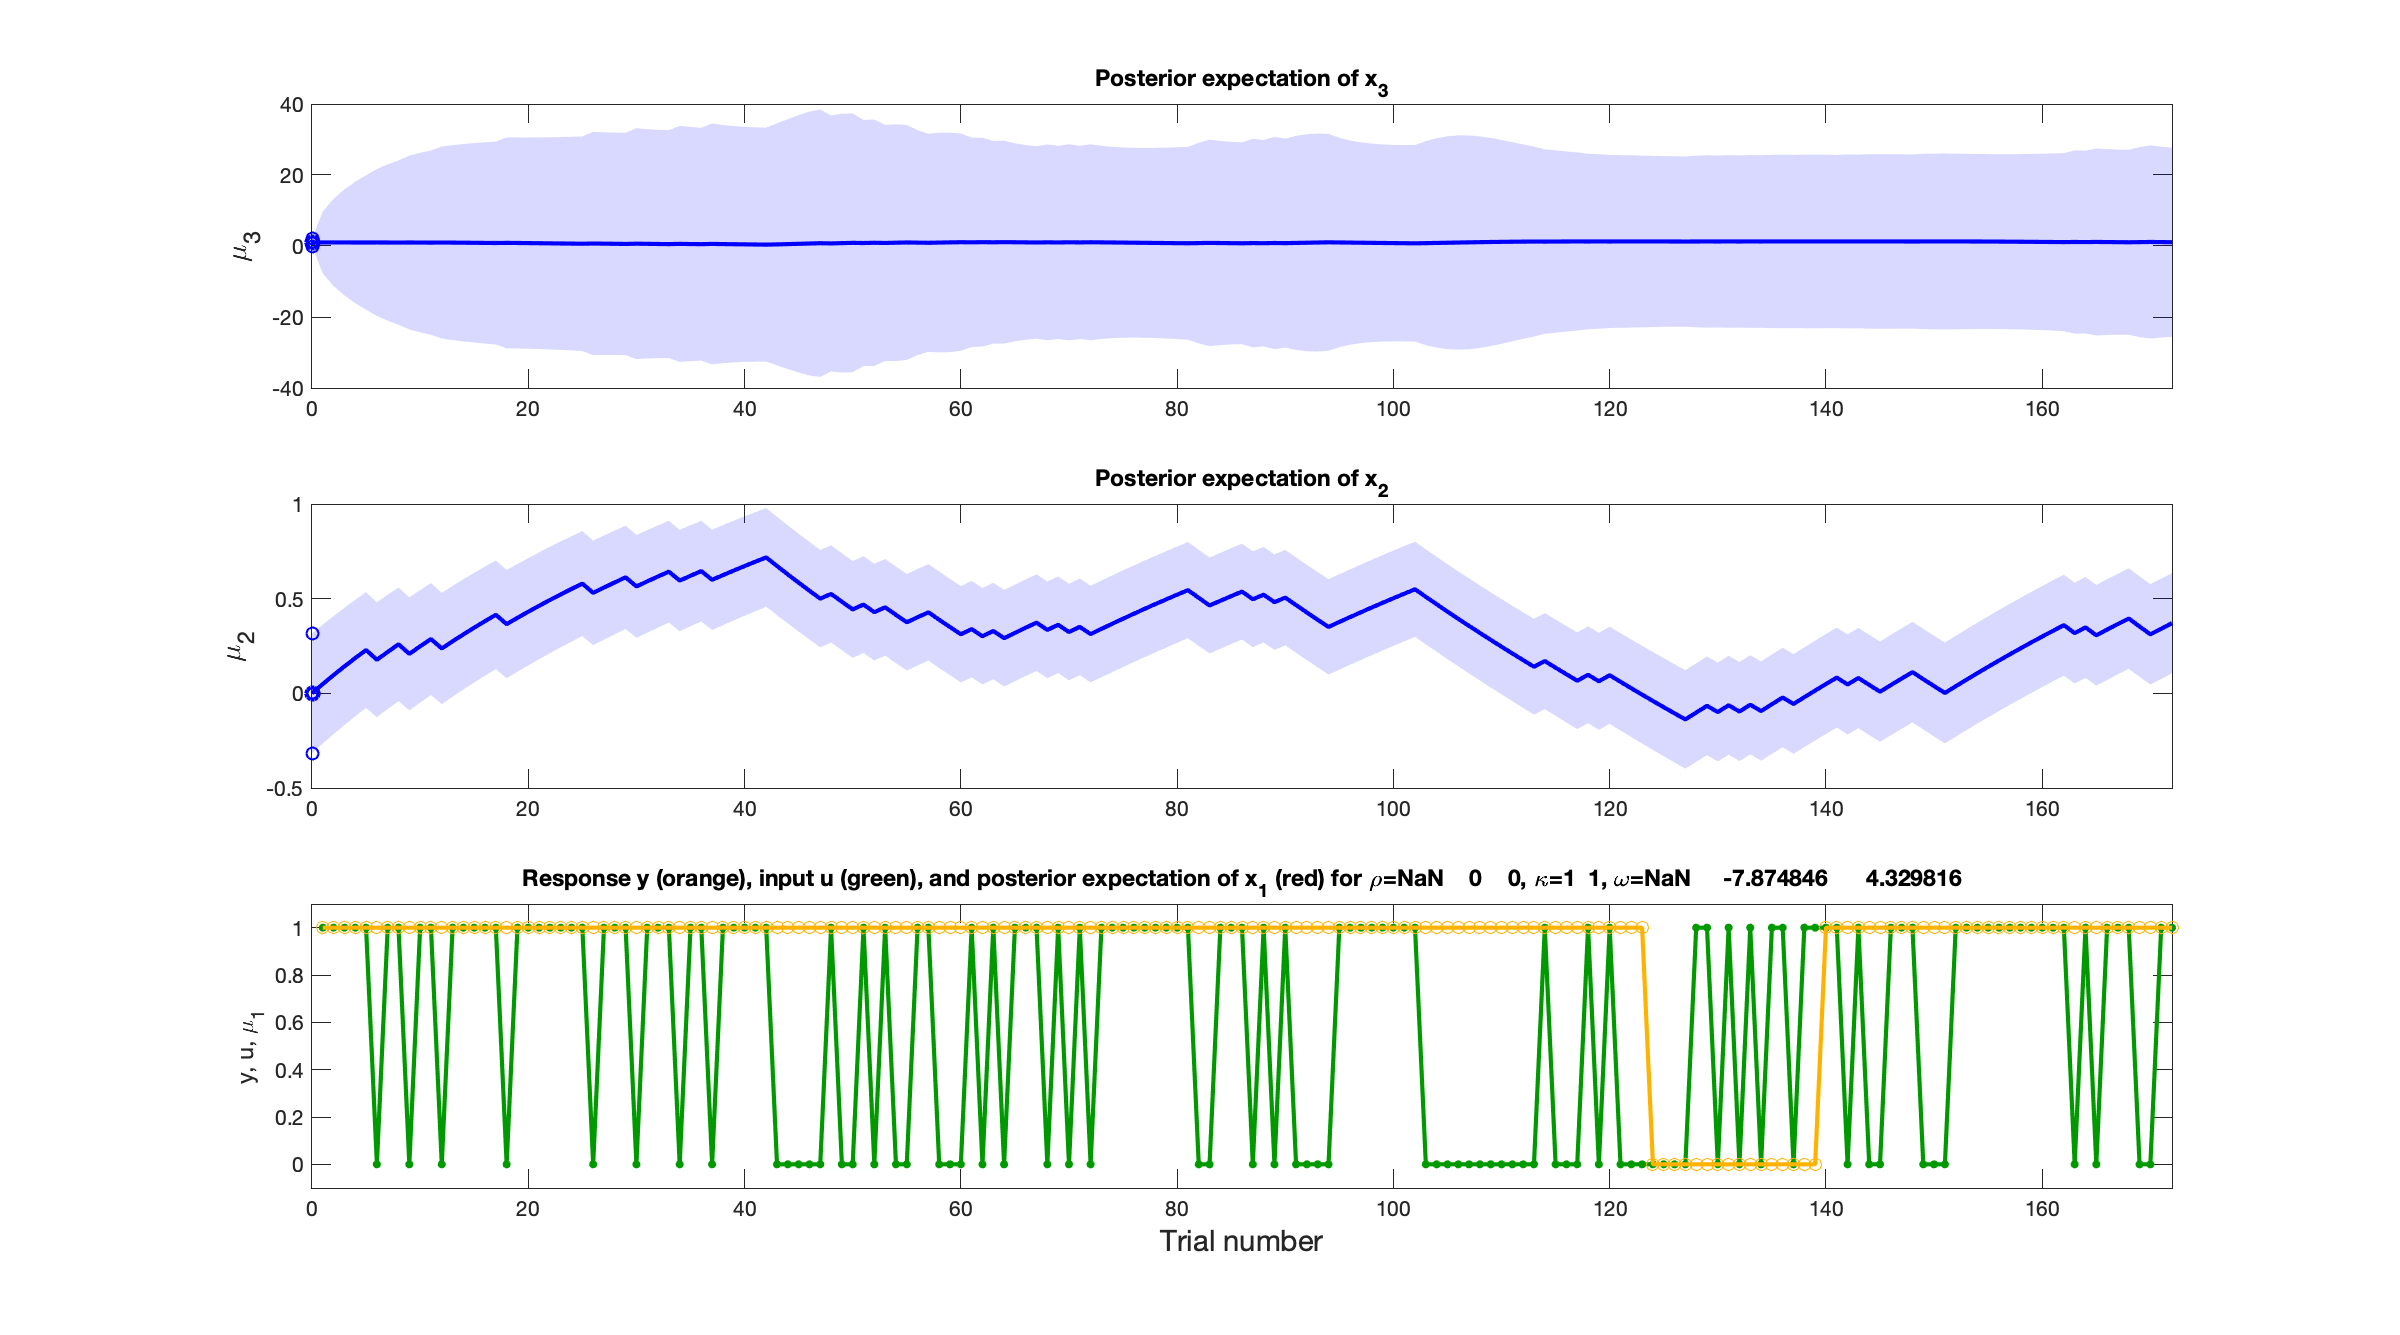 Posterior expectation of x3
40
20
0
-20
-40
μ3
0 20 40 60 80 100 120 140 160
Posterior expectation of x2
1
0.5
0
-0.5
μ2
0 20 40 60 80 100 120 140 160
Response y (orange), input u (green), and posterior expectation of x1 (red) for ρ=NaN 0 0, κ=1 1, ω=NaN -7.874846 4.329816
1
0.8
0.6
0.4
0.2
0
y, u, μ1
0 20 40 60 80 100 120 140 160
Trial number